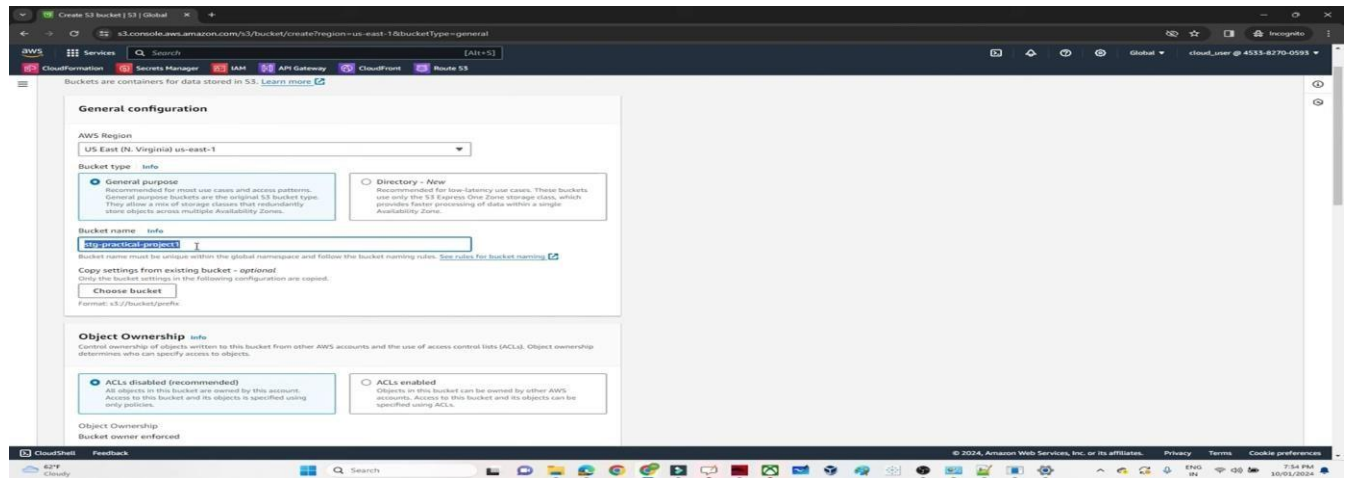 Create S3 bucket | S3 | Global
s3.console.aws.amazon.com/s3/bucket/create?region=us-east-1&bucketType=general
Incognito
aws
Services
Search
[Alt+S]
Global
cloud_user @ 4533-8270-0593
CloudFormation
Secrets Manager
IAM
API Gateway
CloudFront
Route 53
Buckets are containers for data stored in S3. Learn more
General configuration
AWS Region
US East (N. Virginia) us-east-1
Bucket type Info
General purpose
Recommended for most use cases and access patterns.
General purpose buckets are the original S3 bucket type.
They allow a mix of storage classes that redundantly
store objects across multiple Availability Zones.
Directory - New
Recommended for low-latency use cases. These buckets
use only the S3 Express One Zone storage class, which
provides faster processing of data within a single
Availability Zone.
Bucket name Info
stg-practical-project1
Bucket name must be unique within the global namespace and follow the bucket naming rules. See rules for bucket naming
Copy settings from existing bucket - optional
Only the bucket settings in the following configuration are copied.
Choose bucket
Format: s3://bucket/prefix
Object Ownership Info
Control ownership of objects written to this bucket from other AWS accounts and the use of access control lists (ACLs). Object ownership
determines who can specify access to objects.
ACLs disabled (recommended)
All objects in this bucket are owned by this account.
Access to this bucket and its objects is specified using
only policies.
ACLs enabled
Objects in this bucket can be owned by other AWS
accounts. Access to this bucket and its objects can be
specified using ACLs.
Object Ownership
Bucket owner enforced
CloudShell
Feedback
© 2024, Amazon Web Services, Inc. or its affiliates.
Privacy
Terms
Cookie preferences
62°F
Cloudy
Search
ENG
IN
7:54 PM
10/01/2024